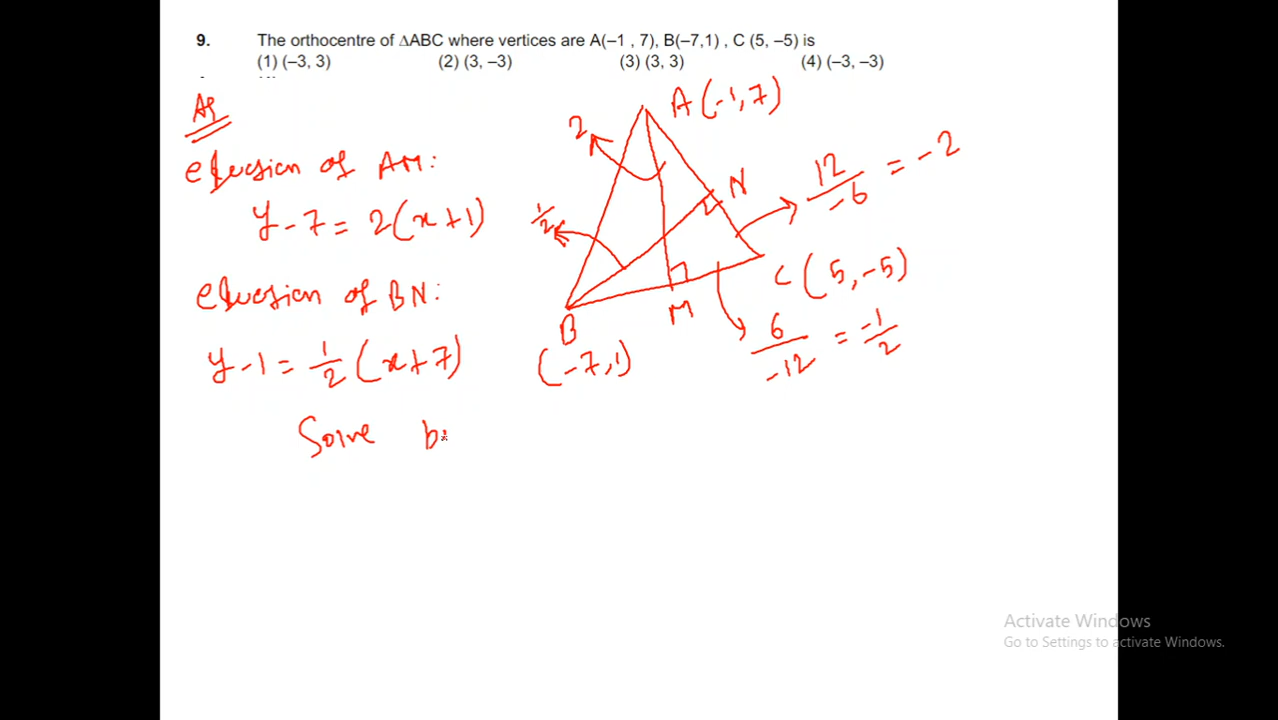 9. The orthocentre of ΔABC where vertices are A(–1 , 7), B(–7,1) , C (5, –5) is
(1) (–3, 3) (2) (3, –3) (3) (3, 3) (4) (–3, –3)
A(-1,7)
2
12/-6 = -2
N
1/2
of AM:
y-7 = 2(x+1)
C(5,-5)
of BN:
M
B
(-7,1)
6/-12 = -1/2
y-1 = 1/2 (x+7)
Solve b
Activate Windows
Go to Settings to activate Windows.